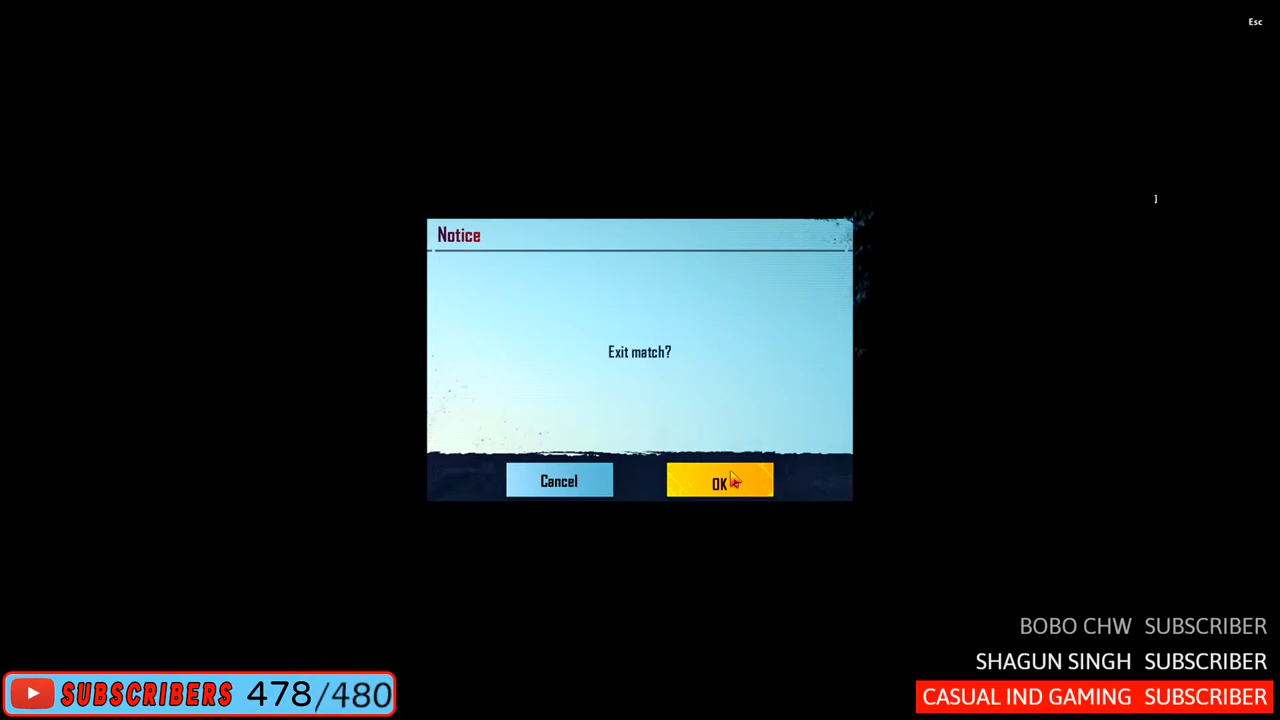 Esc
]
Notice
Exit match?
Cancel
OK
BOBO CHW SUBSCRIBER
SHAGUN SINGH SUBSCRIBER
SUBSCRIBERS 478/480
CASUAL IND GAMING SUBSCRIBER